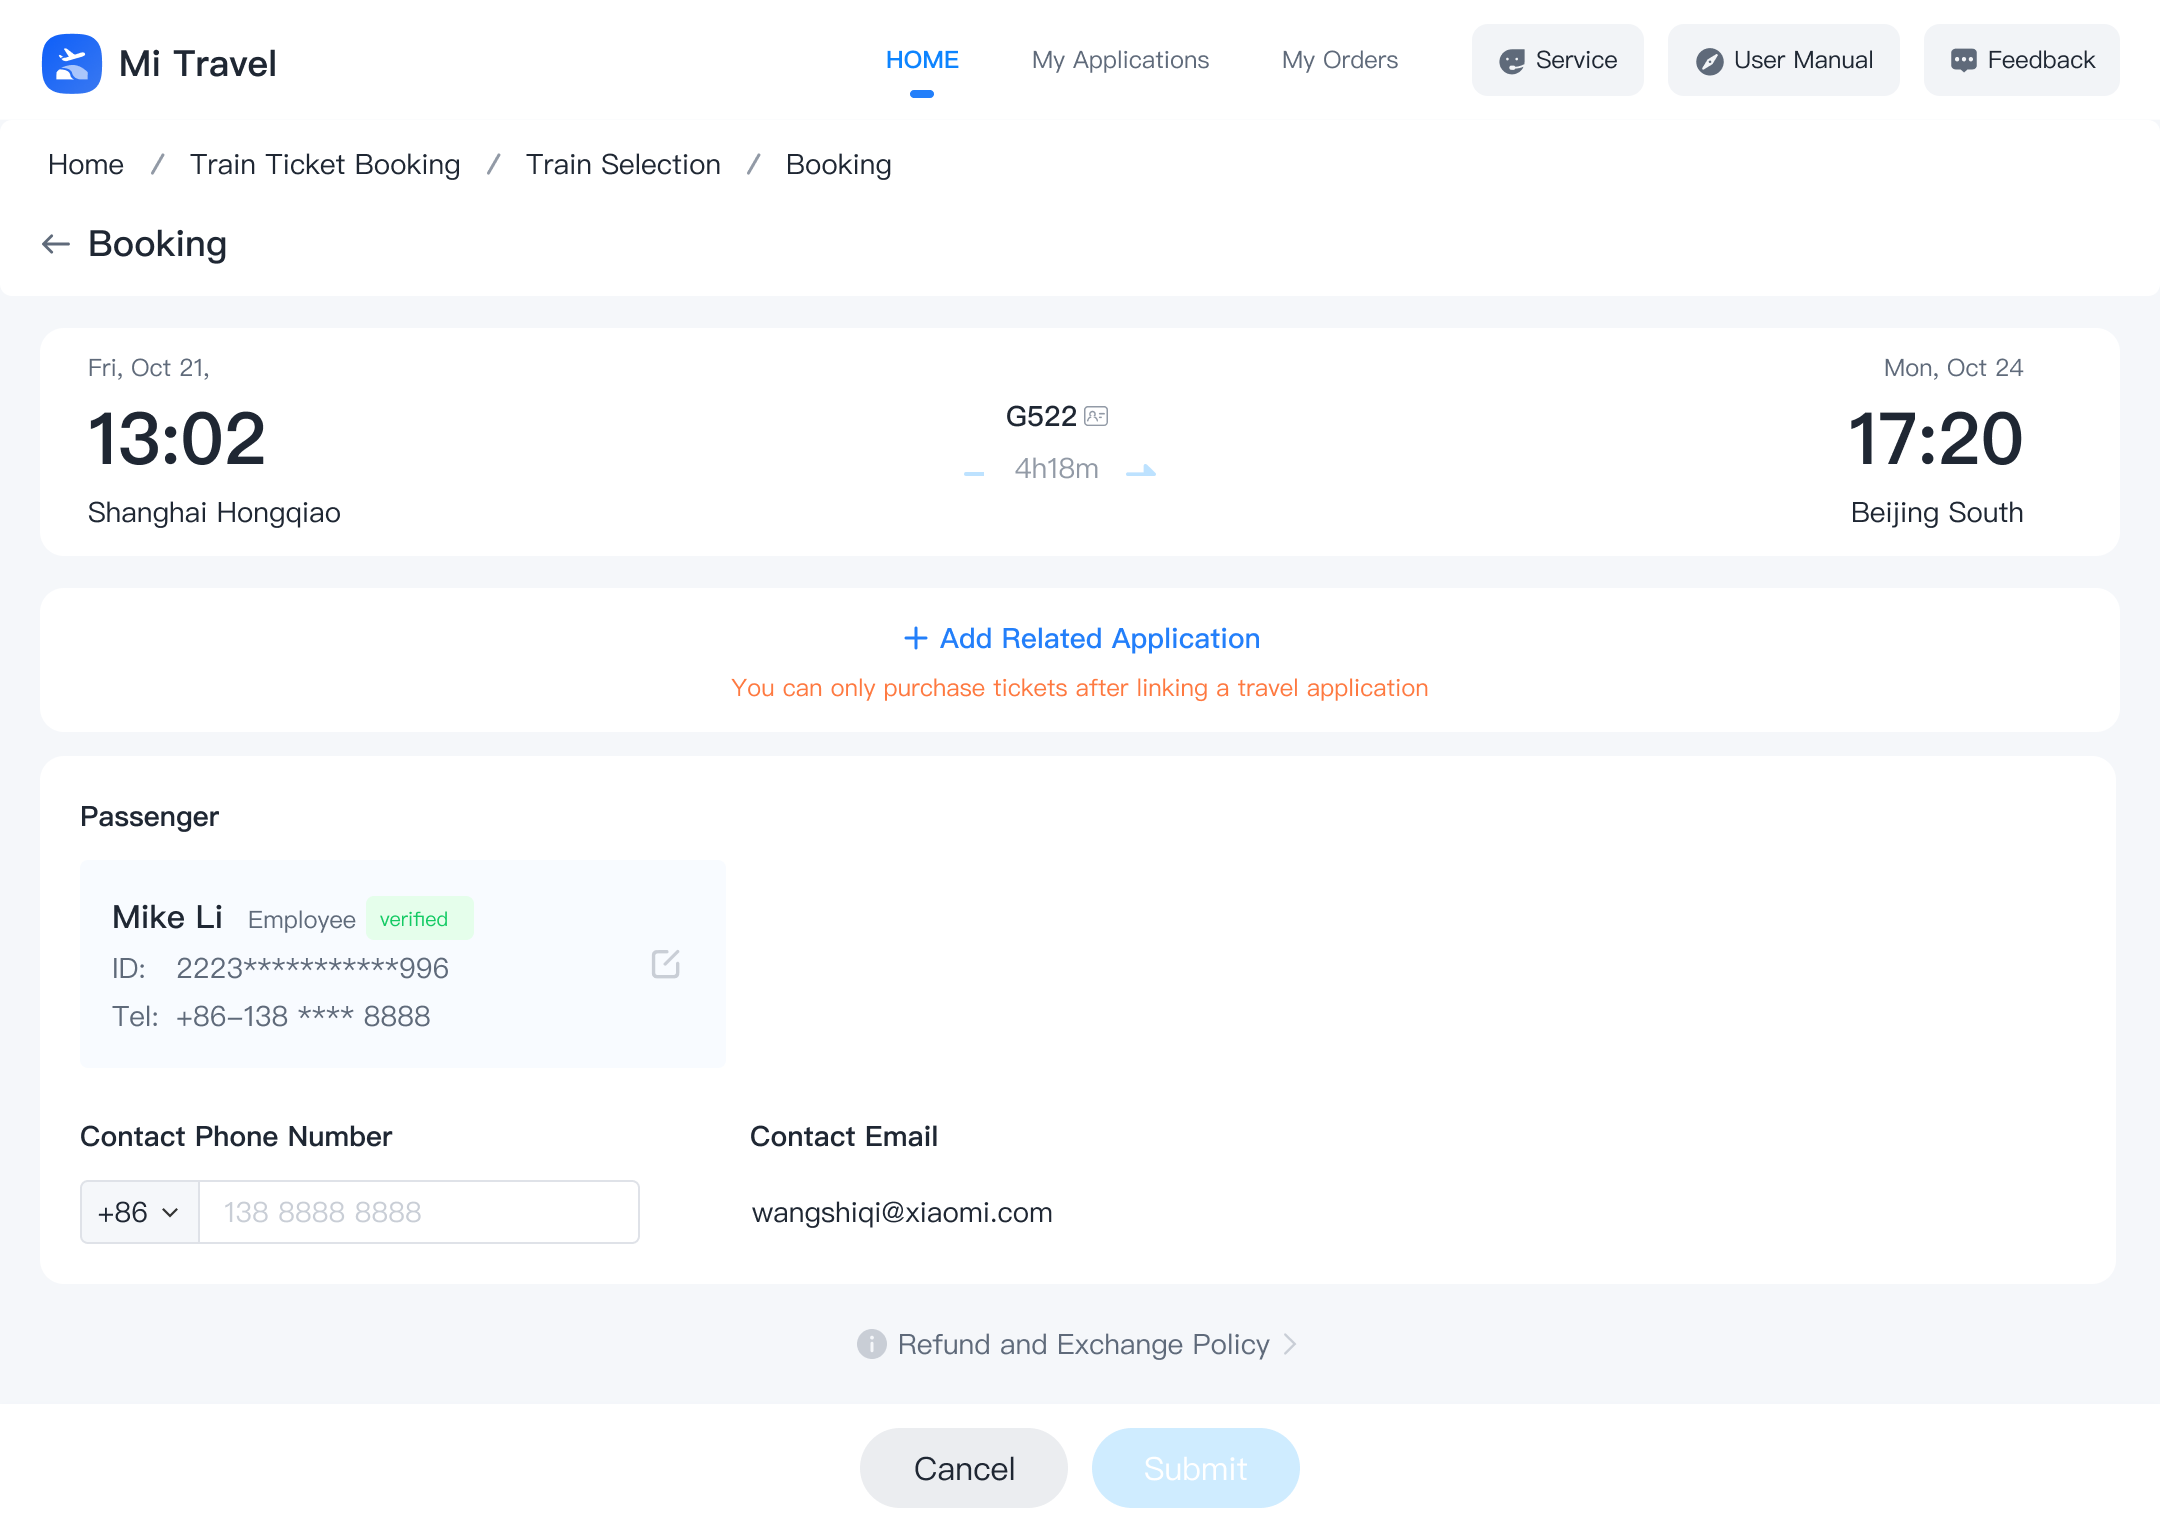 Mi Travel
HOME
My Applications
My Orders
Service
User Manual
Feedback
Home / Train Ticket Booking / Train Selection / Booking
Booking
Fri, Oct 21,
13:02
Shanghai Hongqiao
G522
4h18m
Mon, Oct 24
17:20
Beijing South
Add Related Application
You can only purchase tickets after linking a travel application
Passenger
Mike Li Employee verified
ID: 2223***********996
Tel: +86-138 **** 8888
Contact Phone Number
+86 138 8888 8888
Contact Email
wangshiqi@xiaomi.com
Refund and Exchange Policy
Cancel
Submit